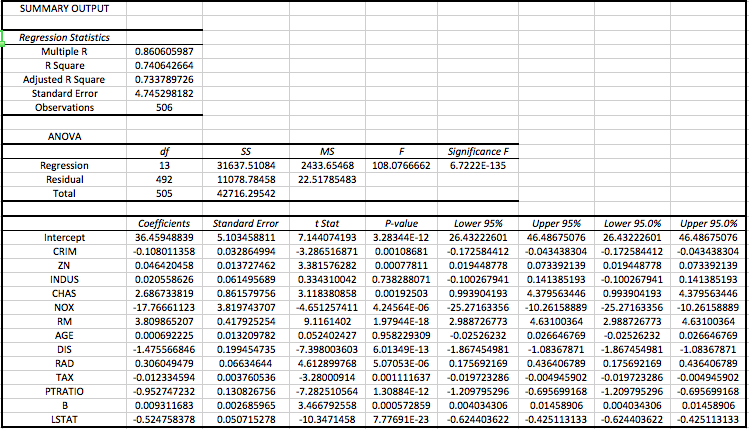 SUMMARY OUTPUT
Regression Statistics
Multiple R 0.860605987
R Square 0.740642664
Adjusted R Square 0.733789726
Standard Error 4.745298182
Observations 506
ANOVA
df SS MS F Significance F
Regression 13 31637.51084 2433.65468 108.0766662 6.7222E-135
Residual 492 11078.78458 22.51785483
Total 505 42716.29542
Coefficients Standard Error t Stat P-value Lower 95% Upper 95% Lower 95.0% Upper 95.0%
Intercept 36.45948839 5.103458811 7.144074193 3.28344E-12 26.43222601 46.48675076 26.43222601 46.48675076
CRIM -0.108011358 0.032864994 -3.286516871 0.00108681 -0.172584412 -0.043438304 -0.172584412 -0.043438304
ZN 0.046420458 0.013727462 3.381576282 0.00077811 0.019448778 0.073392139 0.019448778 0.073392139
INDUS 0.020558626 0.061495689 0.334310042 0.738288071 -0.100267941 0.141385193 -0.100267941 0.141385193
CHAS 2.686733819 0.861579756 3.118380858 0.00192503 0.993904193 4.379563446 0.993904193 4.379563446
NOX -17.76661123 3.819743707 -4.651257411 4.24564E-06 -25.27163356 -10.26158889 -25.27163356 -10.26158889
RM 3.809865207 0.417925254 9.1161402 1.97944E-18 2.988726773 4.63100364 2.988726773 4.63100364
AGE 0.000692225 0.013209782 0.052402427 0.958229309 -0.02526232 0.026646769 -0.02526232 0.026646769
DIS -1.475566846 0.199454735 -7.398003603 6.01349E-13 -1.867454981 -1.08367871 -1.867454981 -1.08367871
RAD 0.306049479 0.06634644 4.612899768 5.07053E-06 0.175692169 0.436406789 0.175692169 0.436406789
TAX -0.012334594 0.003760536 -3.28000914 0.001111637 -0.019723286 -0.004945902 -0.019723286 -0.004945902
PTRATIO -0.952747232 0.130826756 -7.282510564 1.30884E-12 -1.209795296 -0.695699168 -1.209795296 -0.695699168
B 0.009311683 0.002685965 3.466792558 0.000572859 0.004034306 0.01458906 0.004034306 0.01458906
LSTAT -0.524758378 0.050715278 -10.3471458 7.77691E-23 -0.624403622 -0.425113133 -0.624403622 -0.425113133